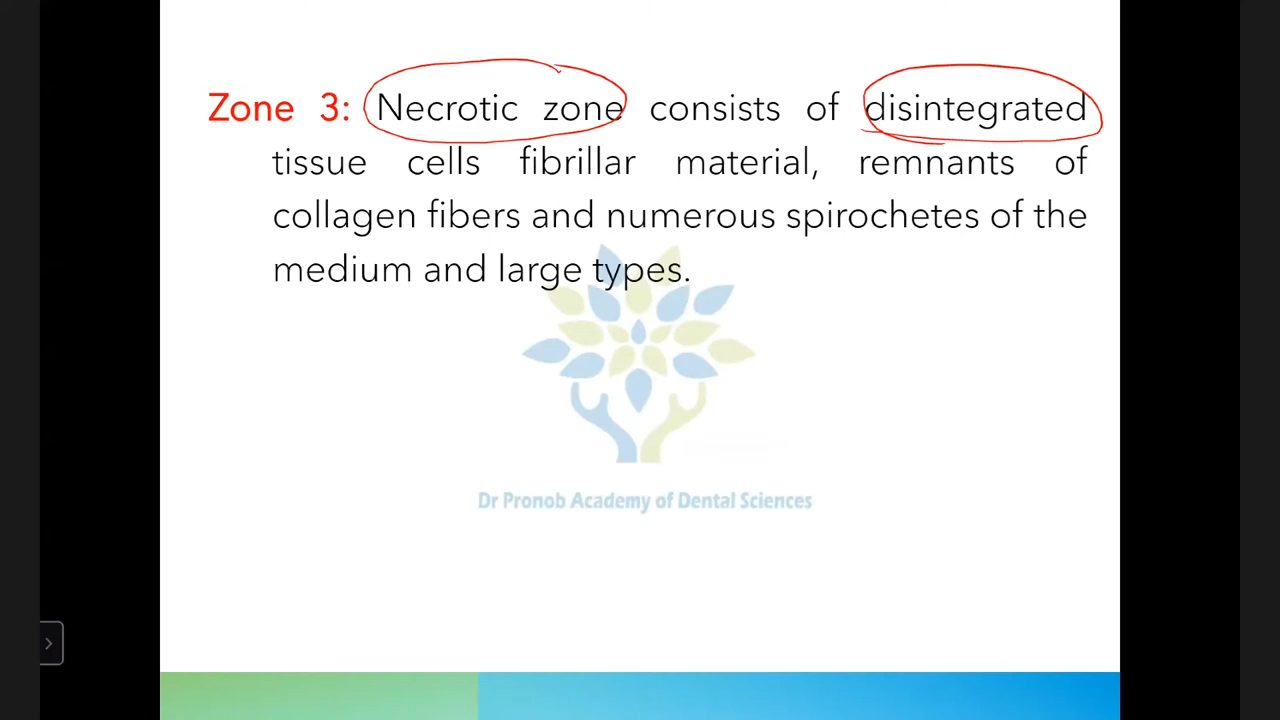 Zone 3: Necrotic zone consists of disintegrated
tissue cells fibrillar material, remnants of
collagen fibers and numerous spirochetes of the
medium and large types.
Dr Pronob Academy of Dental Sciences